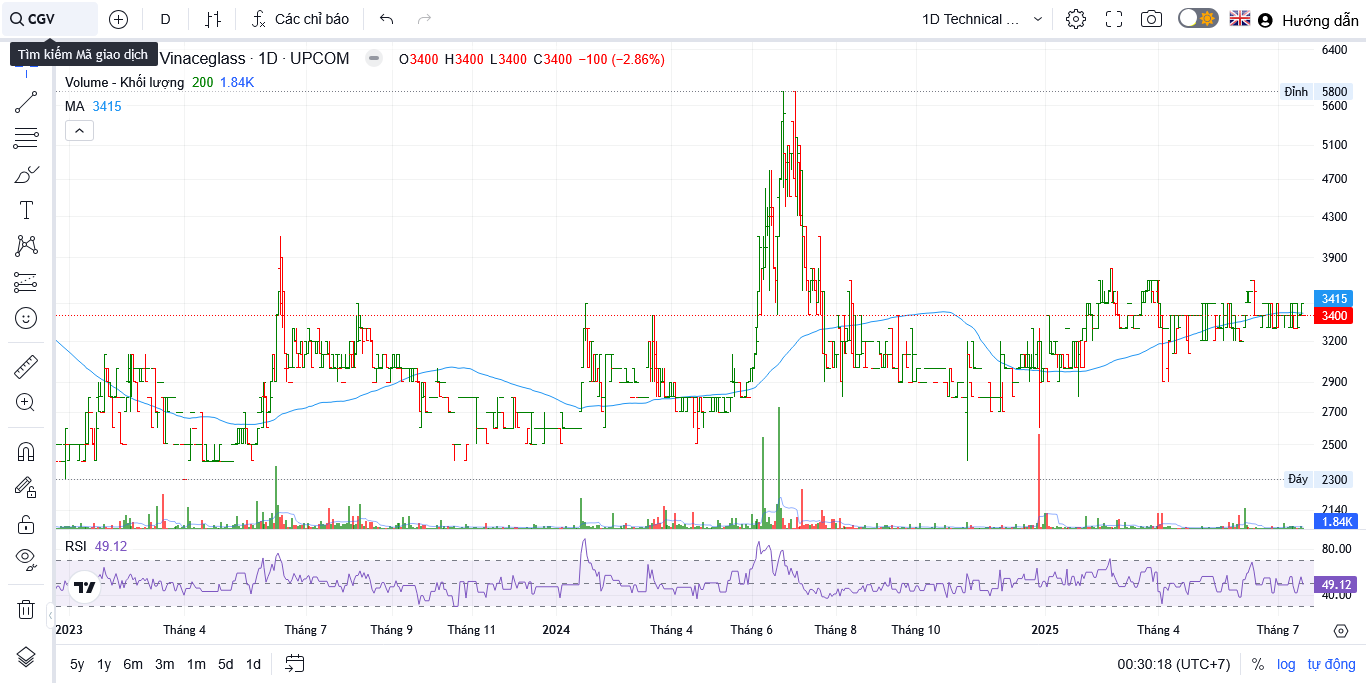 CGV
D
Các chỉ báo
1D Technical ...
Hướng dẫn
Tìm kiếm Mã giao dịch
Vinaceglass · 1D · UPCOM
O3400 H3400 L3400 C3400 −100 (−2.86%)
Volume - Khối lượng 200 1.84K
MA 3415
6400
Đỉnh 5800
5600
5100
4700
4300
3900
3415
3400
3200
2900
2700
2500
Đáy 2300
2140
1.84K
RSI 49.12
80.00
49.12
40.00
2023 Tháng 4 Tháng 7 Tháng 9 Tháng 11 2024 Tháng 4 Tháng 6 Tháng 8 Tháng 10 2025 Tháng 4 Tháng 7
5y 1y 6m 3m 1m 5d 1d
00:30:18 (UTC+7) % log tự động